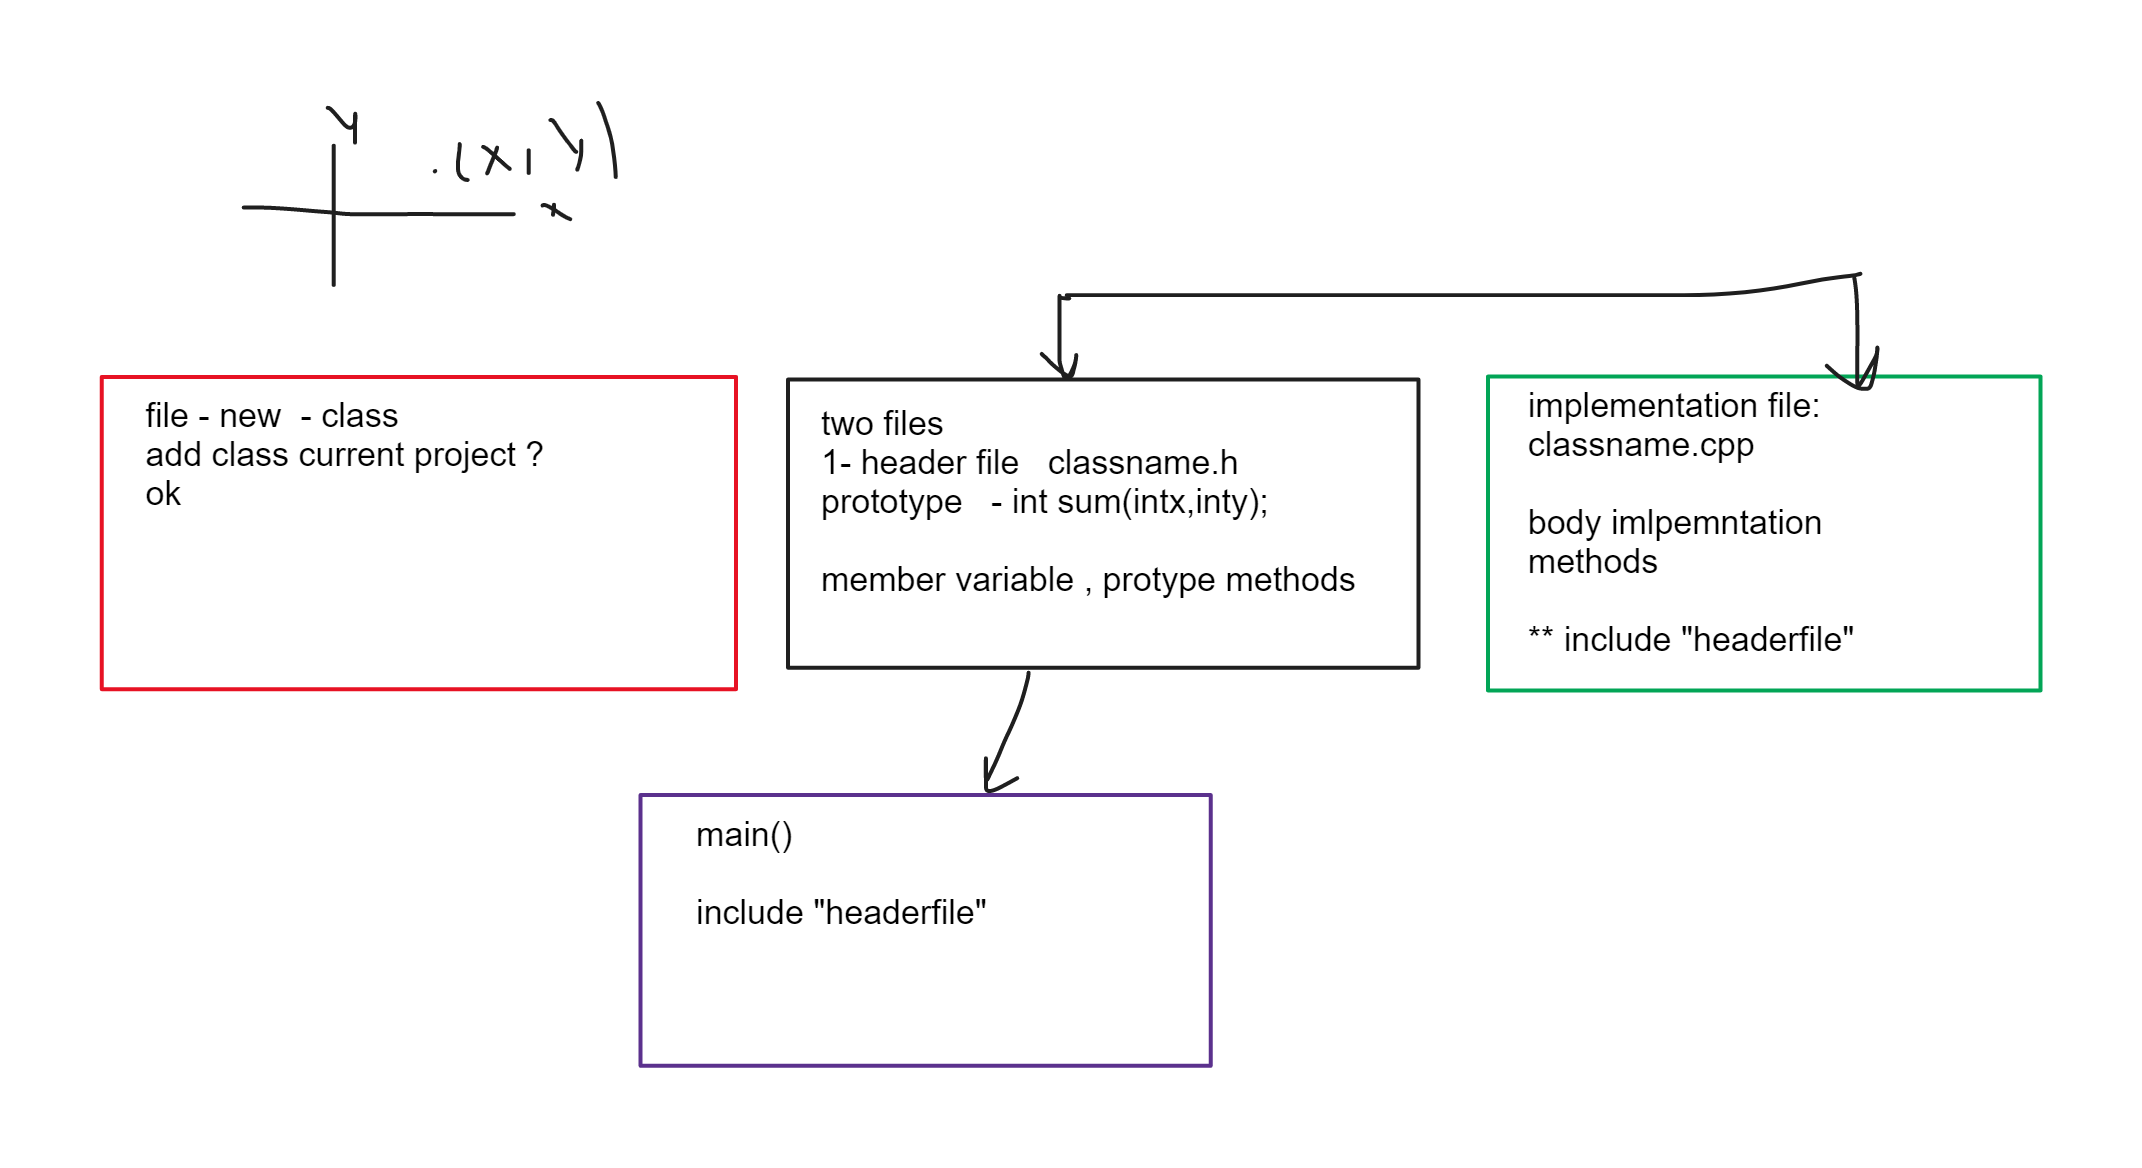 y
.(x,y)
x
file - new  - class
add class current project ?
ok
two files
1- header file   classname.h
prototype   - int sum(intx,inty);
member variable , protype methods
implementation file:
classname.cpp
body imlpemntation
methods
** include "headerfile"
main()
include "headerfile"